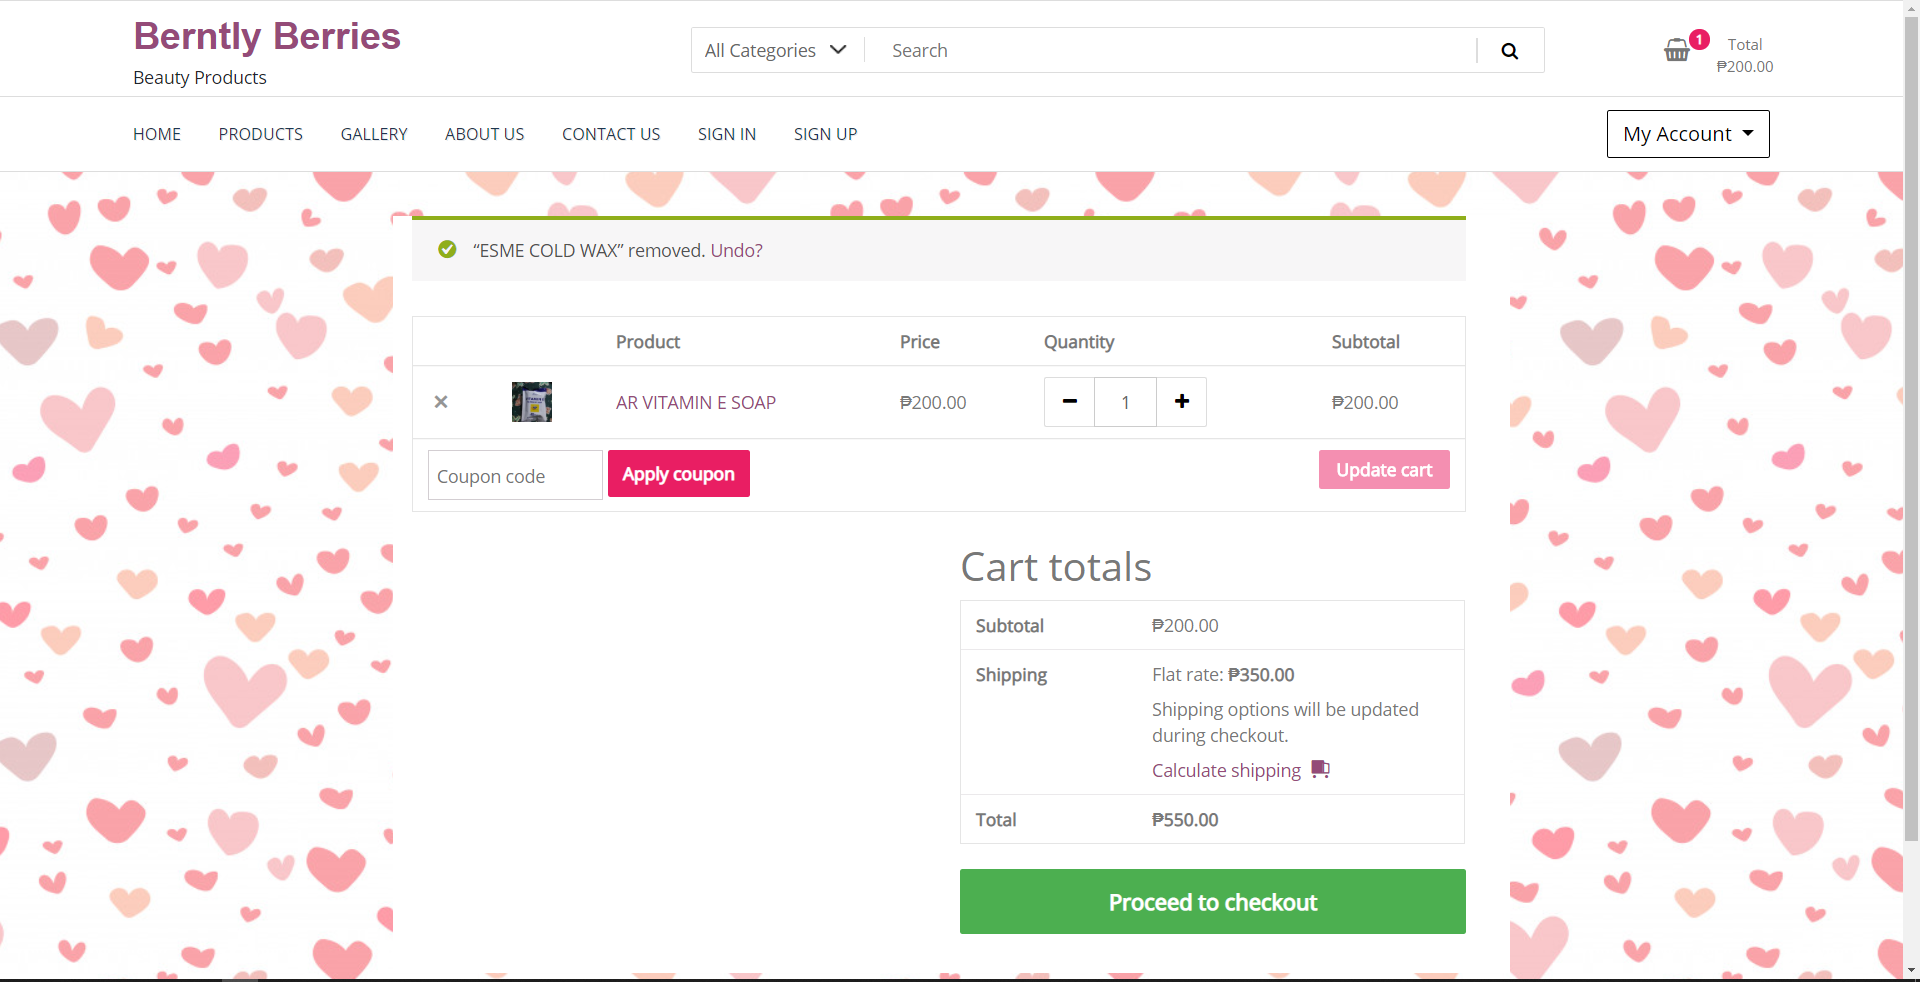 Berntly Berries
Beauty Products
All Categories
Search
1
Total
₱200.00
HOME
PRODUCTS
GALLERY
ABOUT US
CONTACT US
SIGN IN
SIGN UP
My Account
“ESME COLD WAX” removed. Undo?
Product
Price
Quantity
Subtotal
AR VITAMIN E SOAP
₱200.00
1
₱200.00
Coupon code
Apply coupon
Update cart
Cart totals
Subtotal
₱200.00
Shipping
Flat rate: ₱350.00
Shipping options will be updated
during checkout.
Calculate shipping
Total
₱550.00
Proceed to checkout